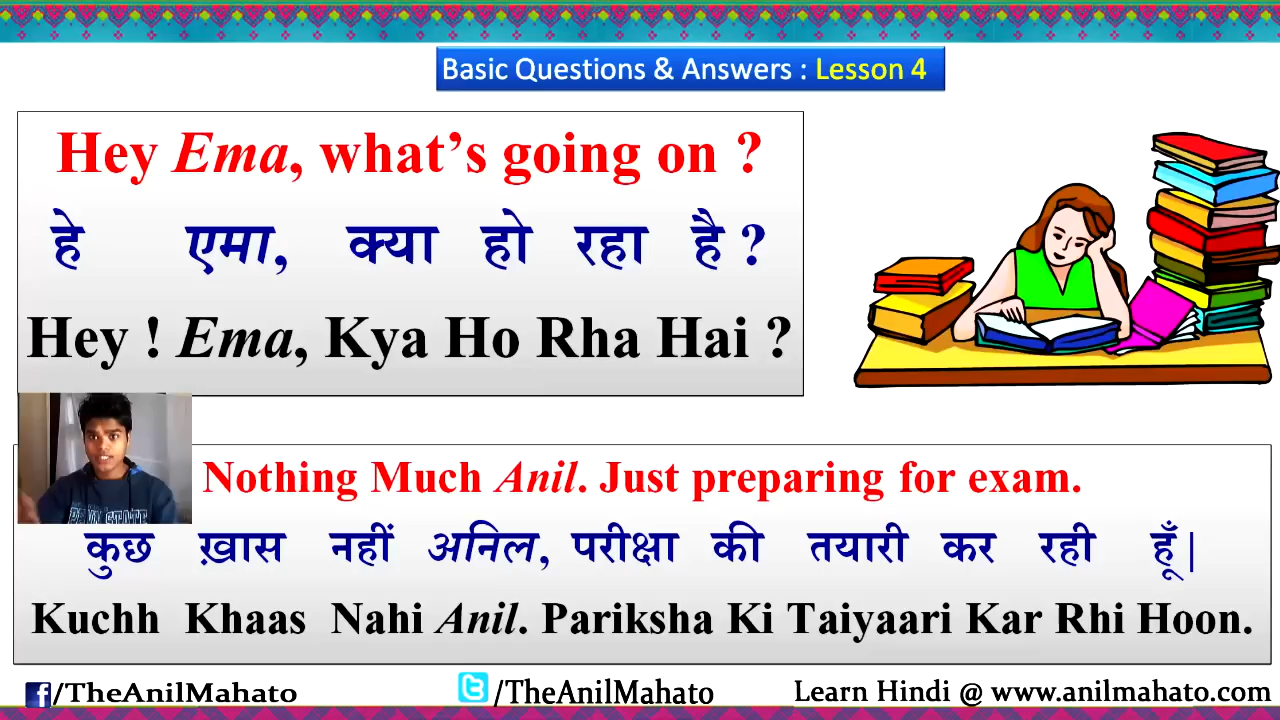 Basic Questions & Answers : Lesson 4
Hey Ema, what's going on ?
हे एमा, क्या हो रहा है ?
Hey ! Ema, Kya Ho Rha Hai ?
Nothing Much Anil. Just preparing for exam.
कुछ ख़ास नहीं अनिल, परीक्षा की तयारी कर रही हूँ|
Kuchh Khaas Nahi Anil. Pariksha Ki Taiyaari Kar Rhi Hoon.
/TheAnilMahato /TheAnilMahato Learn Hindi @ www.anilmahato.com